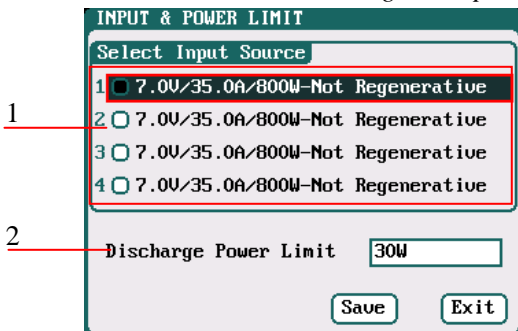 INPUT & POWER LIMIT
Select Input Source
1 7.0V/35.0A/800W-Not Regenerative
1
2 7.0V/35.0A/800W-Not Regenerative
3 7.0V/35.0A/800W-Not Regenerative
4 7.0V/35.0A/800W-Not Regenerative
2
Discharge Power Limit 30W
Save Exit